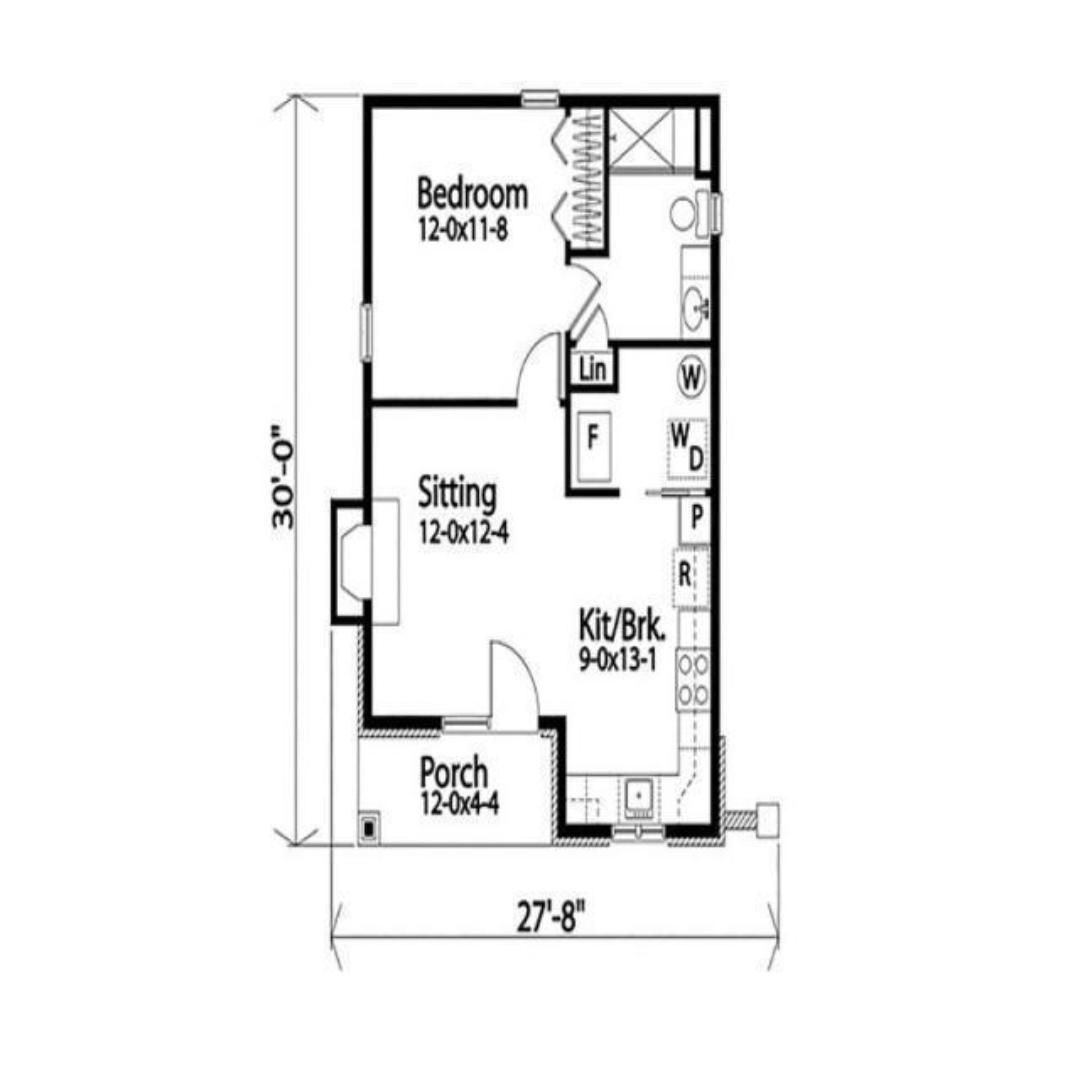 Bedroom
12-0x11-8
Lin
W
F
W
D
30'-0"
Sitting
12-0x12-4
P
R
Kit/Brk.
9-0x13-1
Porch
12-0x4-4
27'-8"